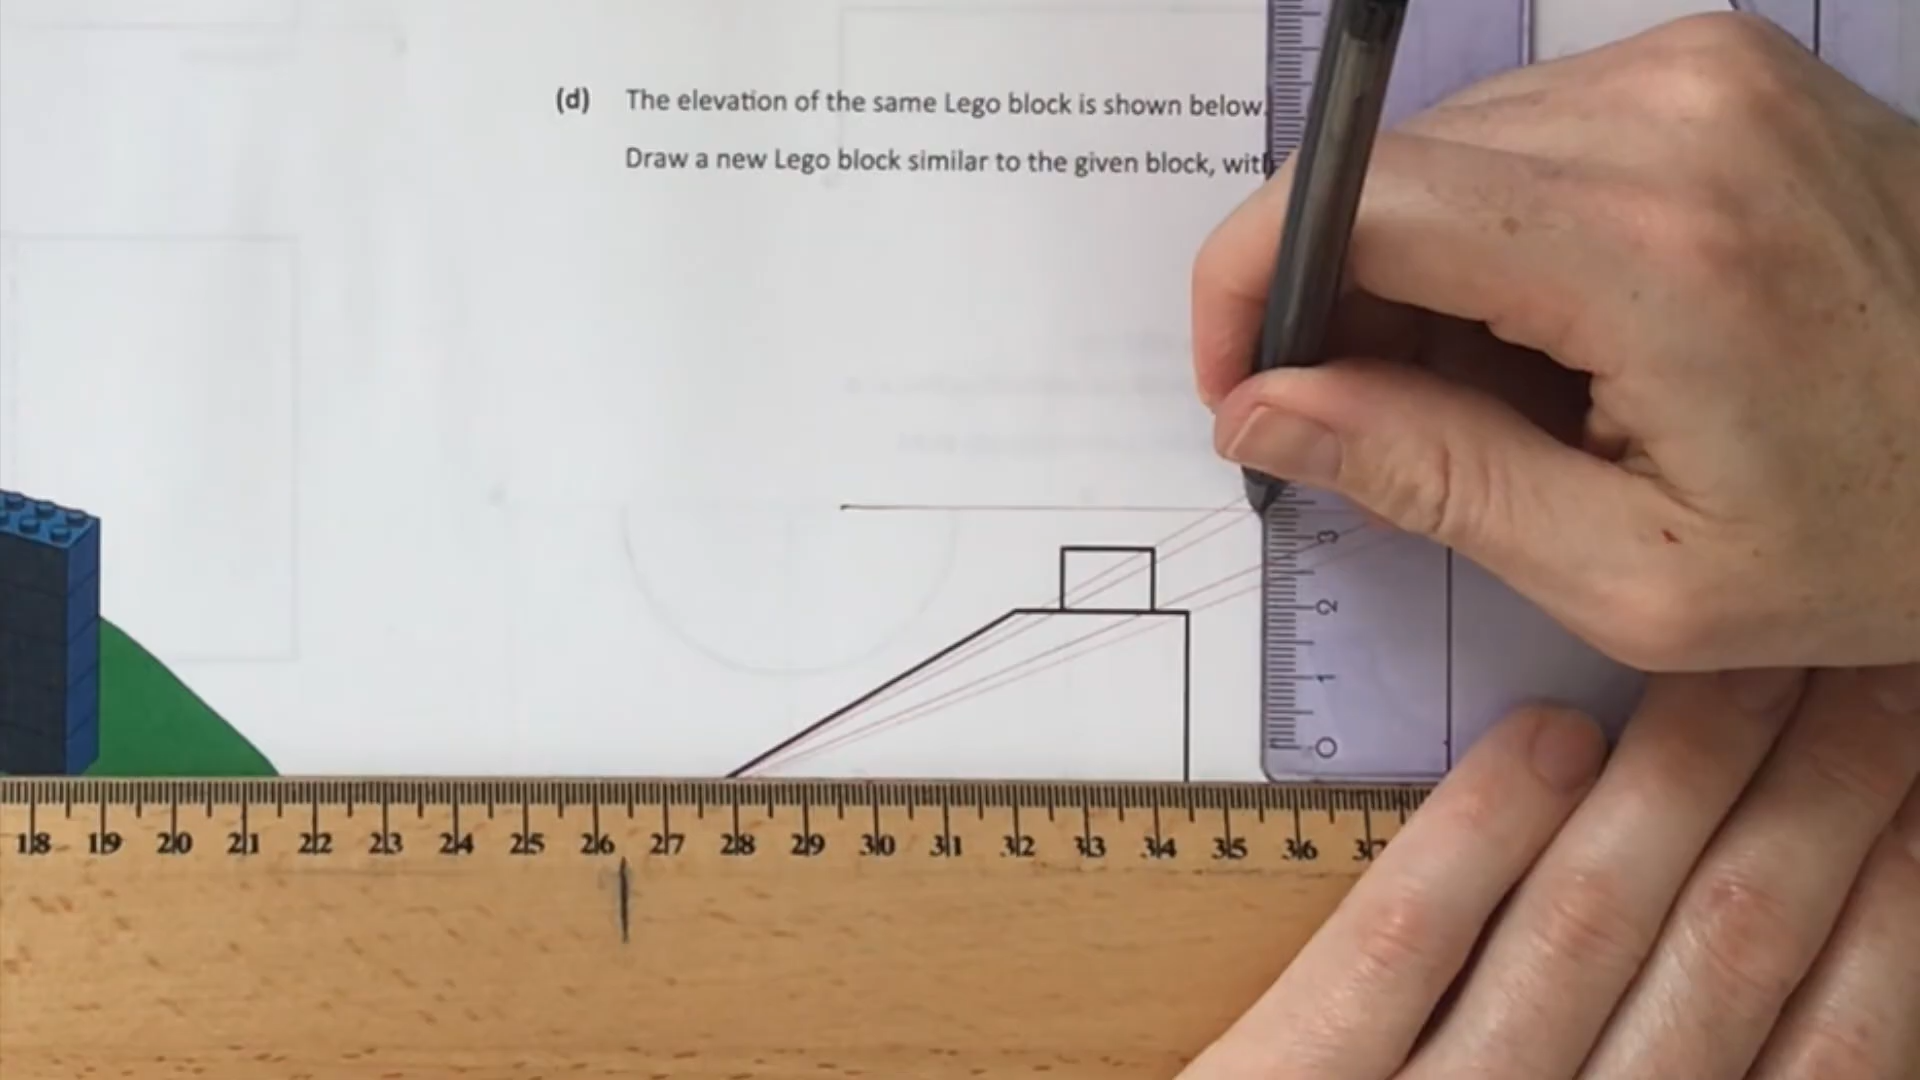 (d) The elevation of the same Lego block is shown below.
Draw a new Lego block similar to the given block, with
3
2
1
0
18 19 20 21 22 23 24 25 26 27 28 29 30 31 32 33 34 35 36 37